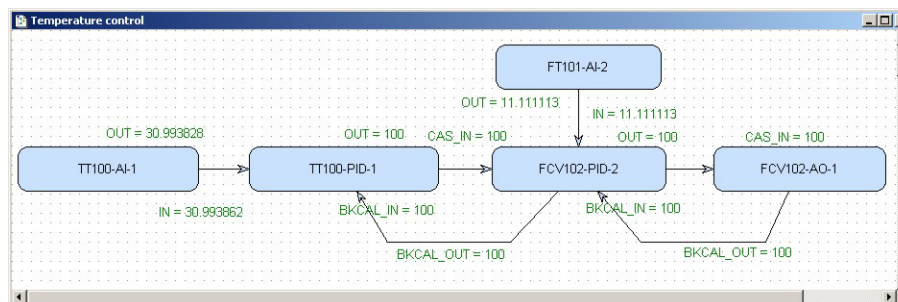 Temperature control
FT101-AI-2
OUT = 11.111113
IN = 11.111113
OUT = 30.993828
OUT = 100
CAS_IN = 100
OUT = 100
CAS_IN = 100
TT100-AI-1
TT100-PID-1
FCV102-PID-2
FCV102-AO-1
IN = 30.993862
BKCAL_IN = 100
BKCAL_IN = 100
BKCAL_OUT = 100
BKCAL_OUT = 100